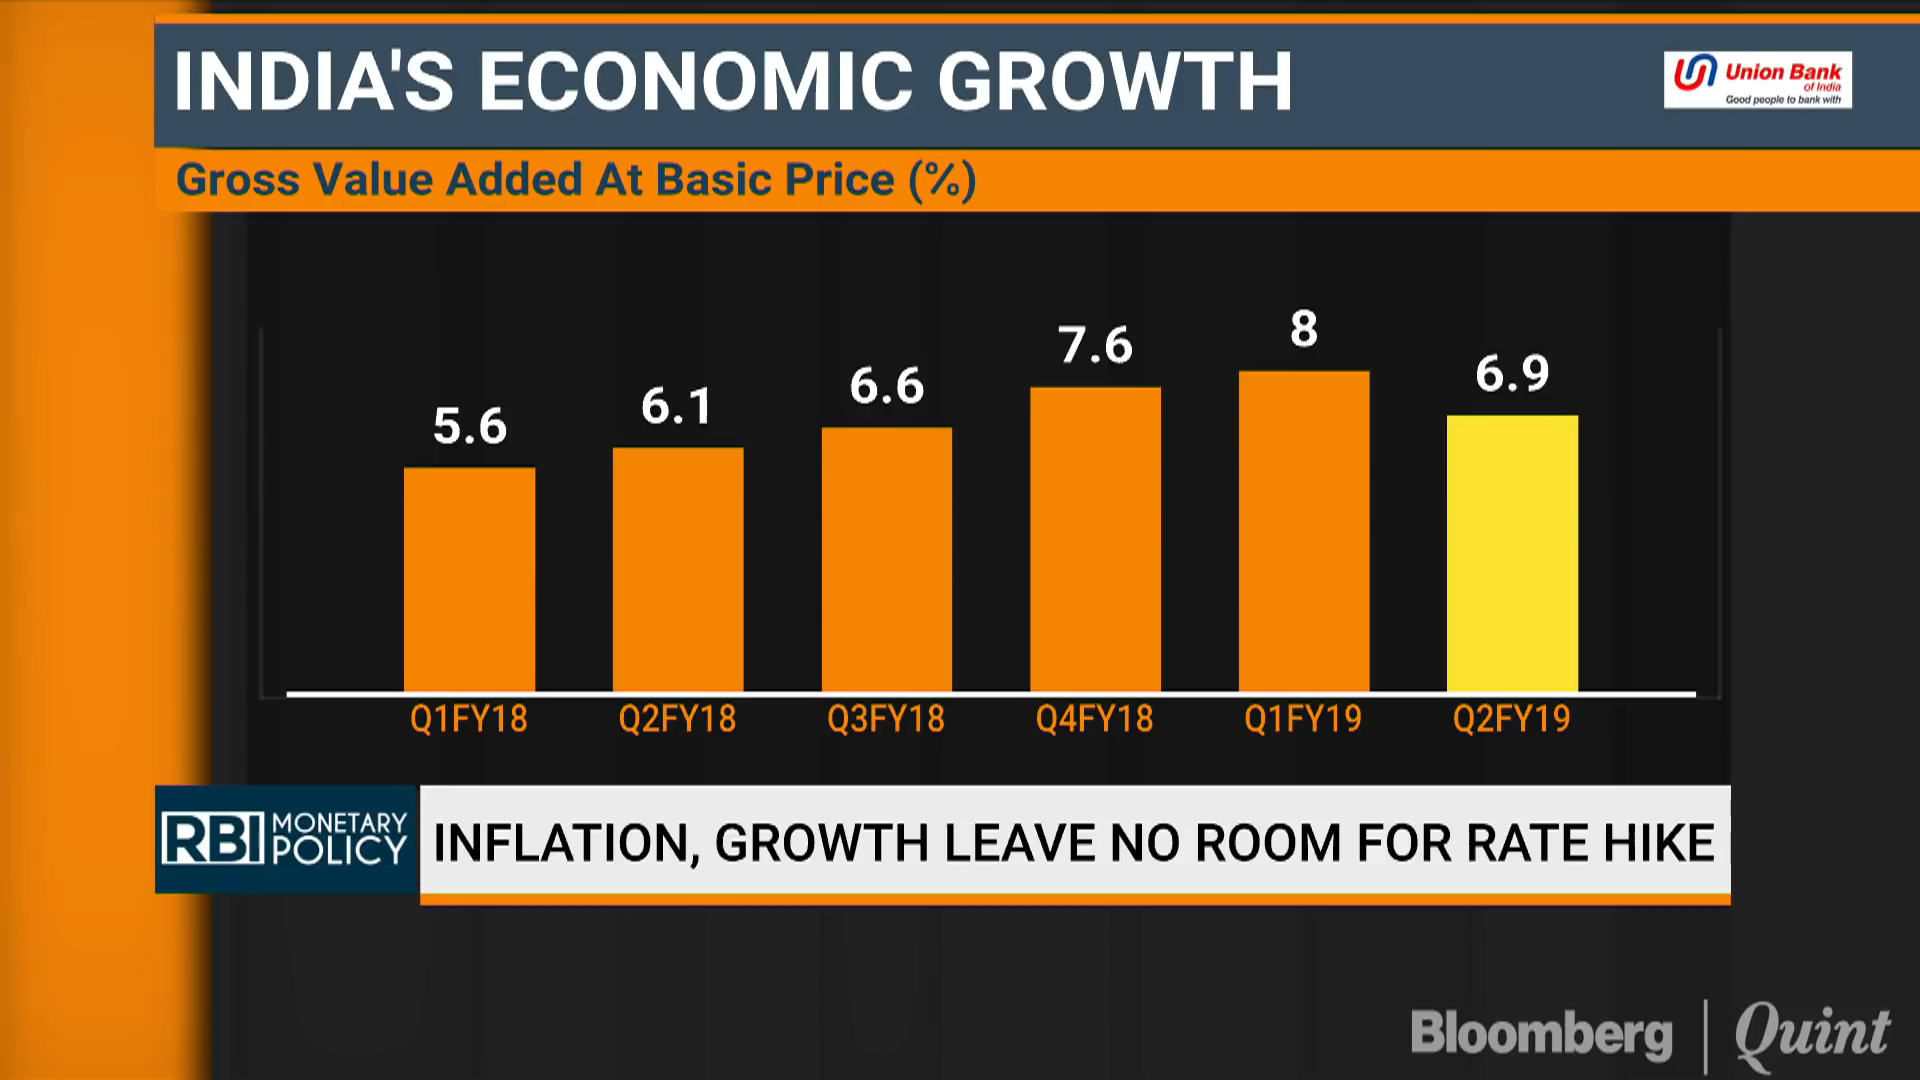 INDIA'S ECONOMIC GROWTH
Union Bank
of India
Good people to bank with
Gross Value Added At Basic Price (%)
5.6
6.1
6.6
7.6
8
6.9
Q1FY18
Q2FY18
Q3FY18
Q4FY18
Q1FY19
Q2FY19
RBI MONETARY
POLICY
INFLATION, GROWTH LEAVE NO ROOM FOR RATE HIKE
Bloomberg | Quint